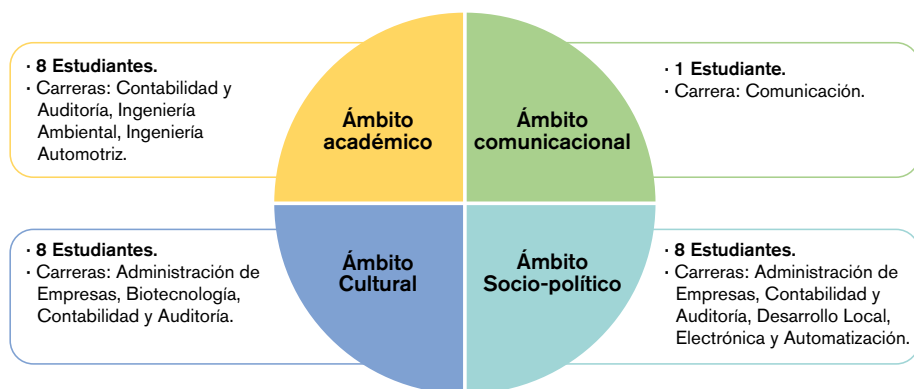 · 8 Estudiantes.
· Carreras: Contabilidad y
Auditoría, Ingeniería
Ambiental, Ingeniería
Automotriz.
Ámbito
académico
Ámbito
comunicacional
· 1 Estudiante.
· Carrera: Comunicación.
· 8 Estudiantes.
· Carreras: Administración de
Empresas, Biotecnología,
Contabilidad y Auditoría.
Ámbito
Cultural
Ámbito
Socio-político
· 8 Estudiantes.
· Carreras: Administración de
Empresas, Contabilidad y
Auditoría, Desarrollo Local,
Electrónica y Automatización.